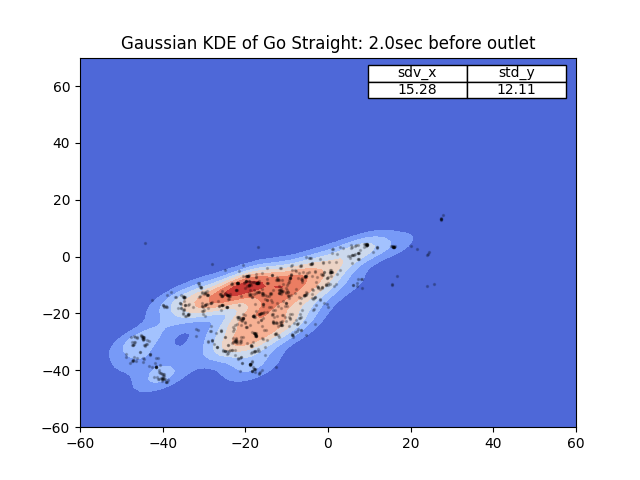 Gaussian KDE of Go Straight: 2.0sec before outlet
sdv_x std_y
15.28 12.11
60
40
20
0
−20
−40
−60
−60 −40 −20 0 20 40 60